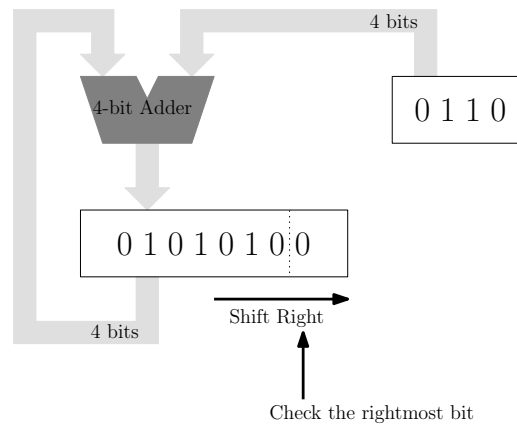 4 bits
4-bit Adder
0 1 1 0
0 1 0 1 0 1 0 0
Shift Right
4 bits
Check the rightmost bit